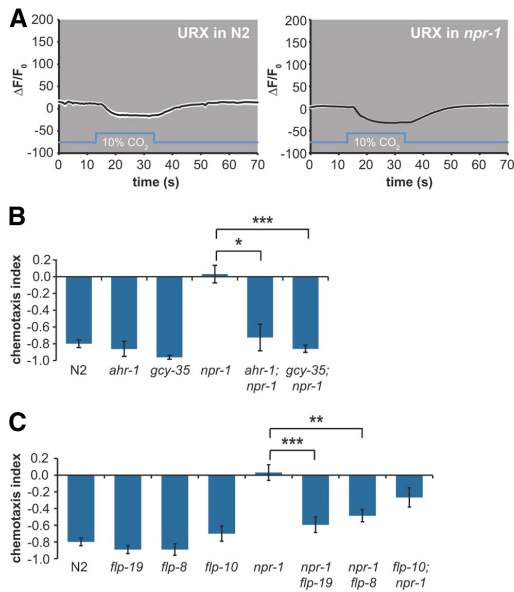 A
URX in N2
URX in npr-1
ΔF/F0
200
150
100
50
0
-50
-100
10% CO2
0 10 20 30 40 50 60 70
time (s)
ΔF/F0
200
150
100
50
0
-50
-100
10% CO2
0 10 20 30 40 50 60 70
time (s)
B
chemotaxis index
0.2
0.0
-0.2
-0.4
-0.6
-0.8
-1.0
***
*
N2 ahr-1 gcy-35 npr-1 ahr-1; gcy-35;
npr-1 npr-1
C
chemotaxis index
0.2
0.0
-0.2
-0.4
-0.6
-0.8
-1.0
**
***
N2 flp-19 flp-8 flp-10 npr-1 npr-1 npr-1 flp-10;
flp-19 flp-8 npr-1